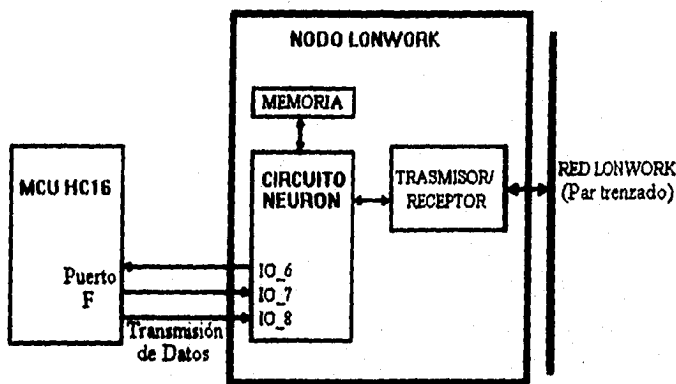 NODO LONWORK
MEMORIA
MCU HC16
CIRCUITO
NEURON
TRASMISOR/
RECEPTOR
RED LONWORK
(Par trenzado)
Puerto
F
IO_6
IO_7
IO_8
Transmisión
de Datos